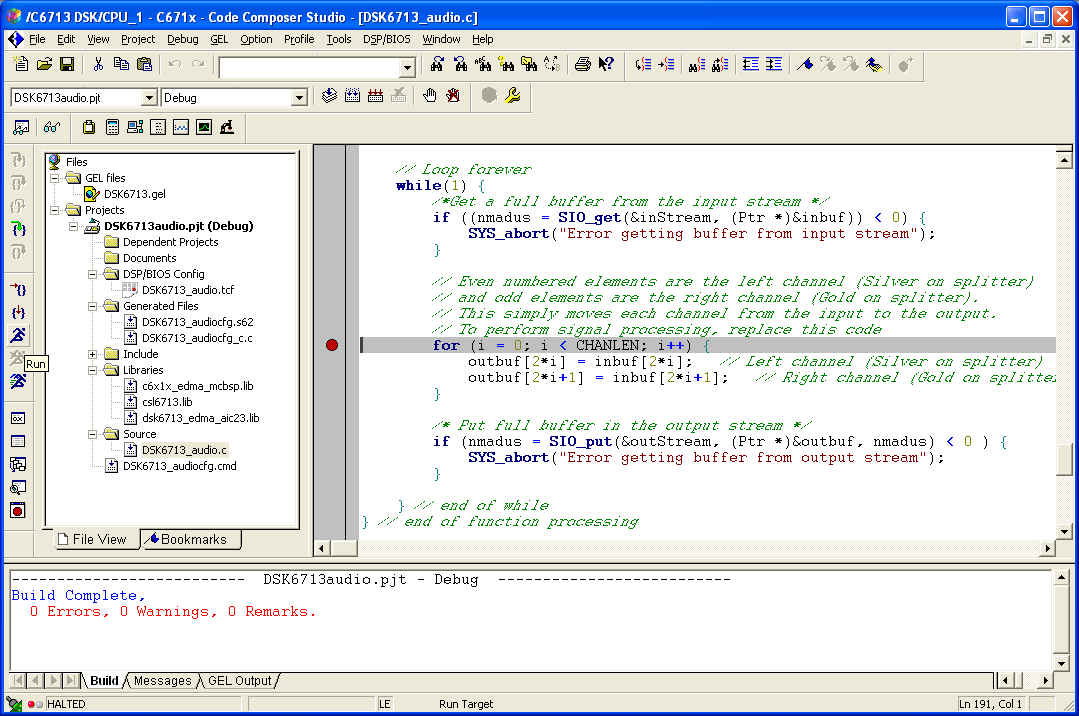 /C6713 DSK/CPU_1 - C671x - Code Composer Studio - [DSK6713_audio.c]
File Edit View Project Debug GEL Option Profile Tools DSP/BIOS Window Help
DSK6713audio.pjt Debug
Files
GEL files
DSK6713.gel
Projects
DSK6713audio.pjt (Debug)
Dependent Projects
Documents
DSP/BIOS Config
DSK6713_audio.tcf
Generated Files
DSK6713_audiocfg.s62
DSK6713_audiocfg_c.c
Include
Libraries
c6x1x_edma_mcbsp.lib
csl6713.lib
dsk6713_edma_aic23.lib
Source
DSK6713_audio.c
DSK6713_audiocfg.cmd
Run
File View Bookmarks
// Loop forever
while(1) {
/*Get a full buffer from the input stream */
if ((nmadus = SIO_get(&inStream, (Ptr *)&inbuf)) < 0) {
SYS_abort("Error getting buffer from input stream");
}
// Even numbered elements are the left channel (Silver on splitter)
// and odd elements are the right channel (Gold on splitter).
// This simply moves each channel from the input to the output.
// To perform signal processing, replace this code
for (i = 0; i < CHANLEN; i++) {
outbuf[2*i] = inbuf[2*i]; // Left channel (Silver on splitter)
outbuf[2*i+1] = inbuf[2*i+1]; // Right channel (Gold on splitter
}
/* Put full buffer in the output stream */
if (nmadus = SIO_put(&outStream, (Ptr *)&outbuf, nmadus) < 0 ) {
SYS_abort("Error getting buffer from output stream");
}
} // end of while
} // end of function processing
-------------------------- DSK6713audio.pjt - Debug --------------------------
Build Complete,
0 Errors, 0 Warnings, 0 Remarks.
Build Messages GEL Output
HALTED LE Run Target Ln 191, Col 1